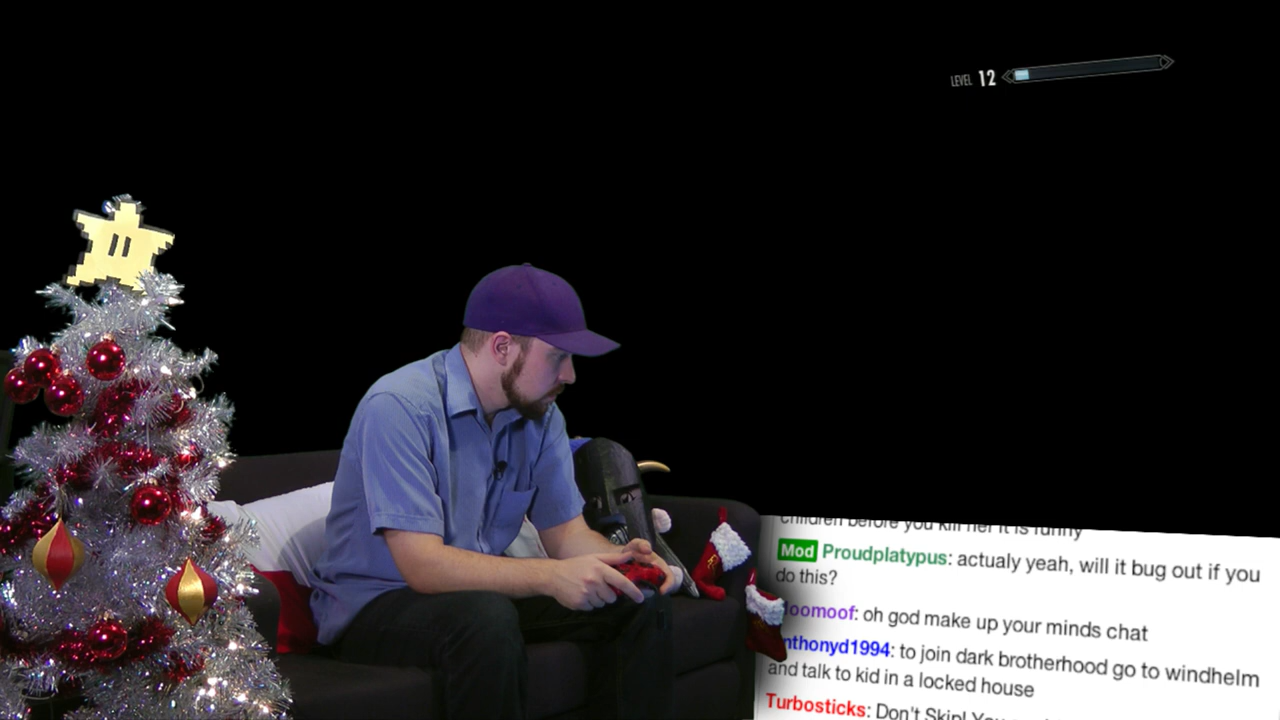 LEVEL 12
children before you kill her it is funny
Mod Proudplatypus: actualy yeah, will it bug out if you
do this?
oomoof: oh god make up your minds chat
nthonyd1994: to join dark brotherhood go to windhelm
and talk to kid in a locked house
Turbosticks: Don't Skip! You